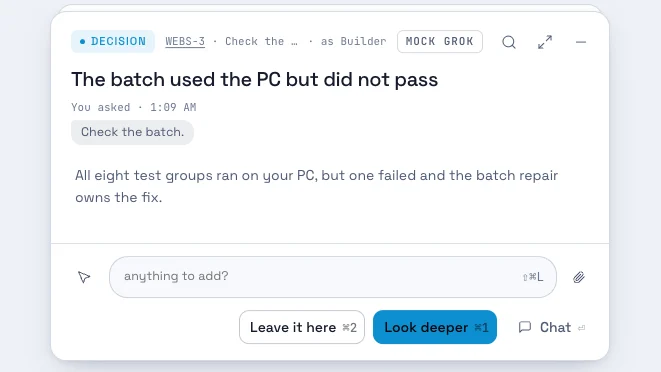 DECISION WEBS-3 · Check the … · as Builder MOCK GROK
The batch used the PC but did not pass
You asked · 1:09 AM
Check the batch.
All eight test groups ran on your PC, but one failed and the batch repair
owns the fix.
anything to add? ⇧⌘L
Leave it here ⌘2 Look deeper ⌘1 Chat ⏎